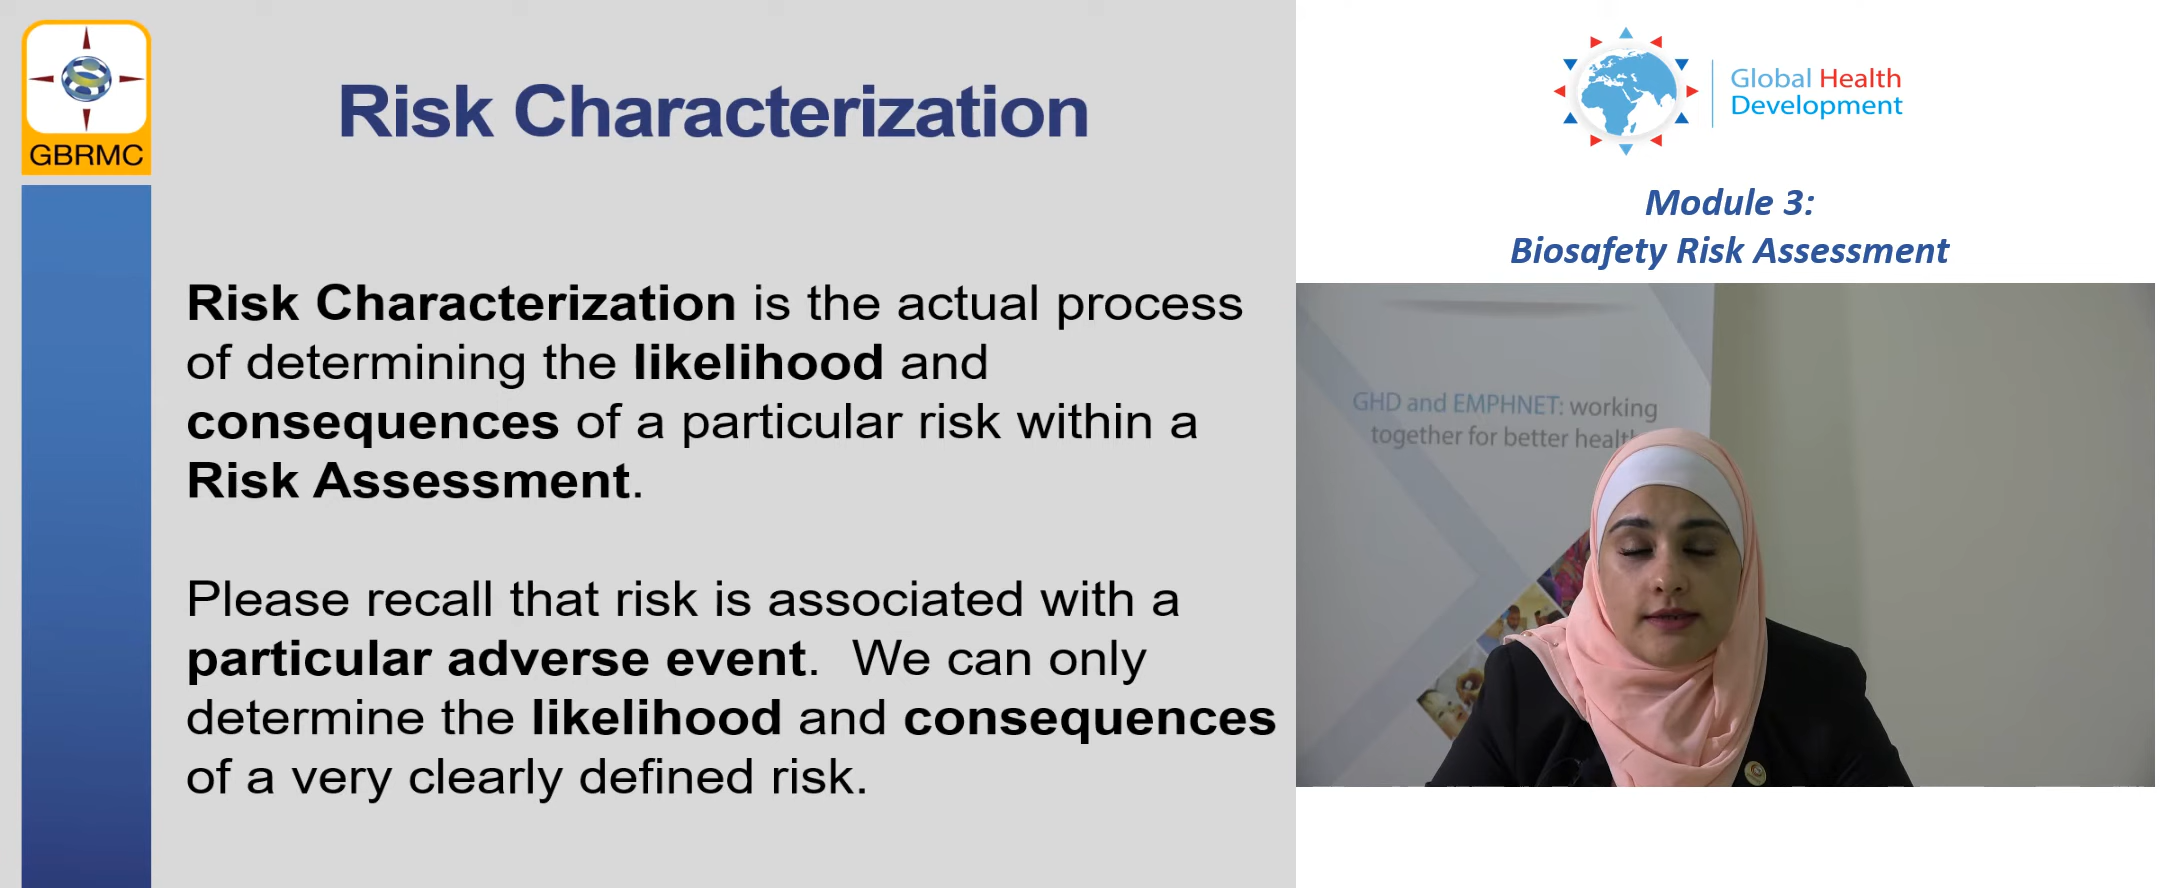 GBRMC
Risk Characterization
Risk Characterization is the actual process
of determining the likelihood and
consequences of a particular risk within a
Risk Assessment.
Please recall that risk is associated with a
particular adverse event.  We can only
determine the likelihood and consequences
of a very clearly defined risk.
Global Health
Development
Module 3:
Biosafety Risk Assessment
GHD and EMPHNET: working
together for better